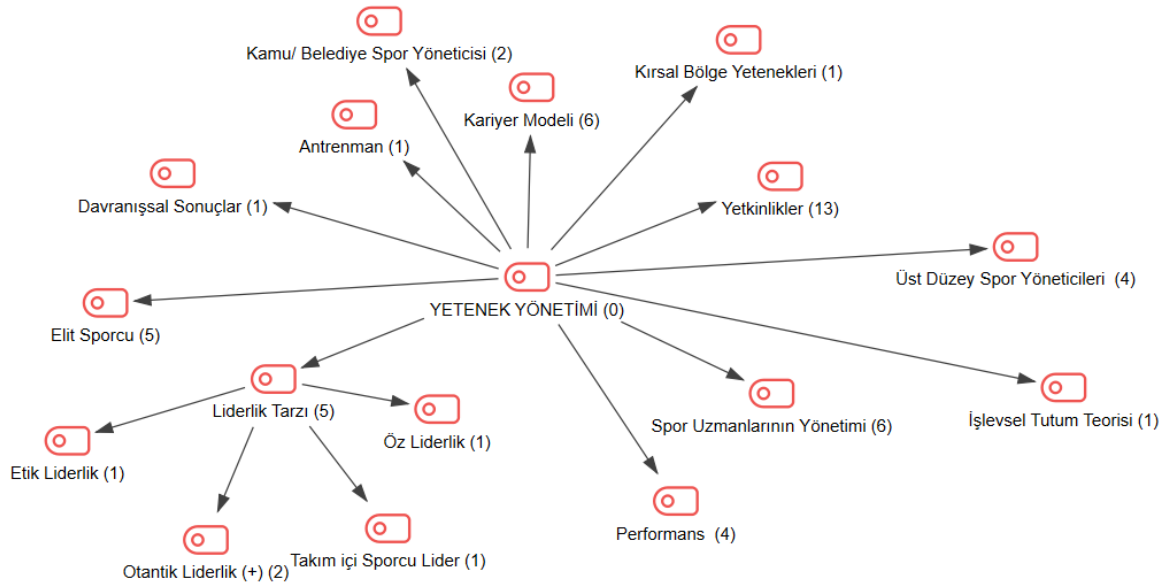 Kamu/ Belediye Spor Yöneticisi (2)
Kırsal Bölge Yetenekleri (1)
Kariyer Modeli (6)
Antrenman (1)
Davranışsal Sonuçlar (1)
Yetkinlikler (13)
Üst Düzey Spor Yöneticileri (4)
YETENEK YÖNETİMİ (0)
Elit Sporcu (5)
Liderlik Tarzı (5)
Öz Liderlik (1)
Spor Uzmanlarının Yönetimi (6)
İşlevsel Tutum Teorisi (1)
Etik Liderlik (1)
Performans (4)
Takım içi Sporcu Lider (1)
Otantik Liderlik (+) (2)